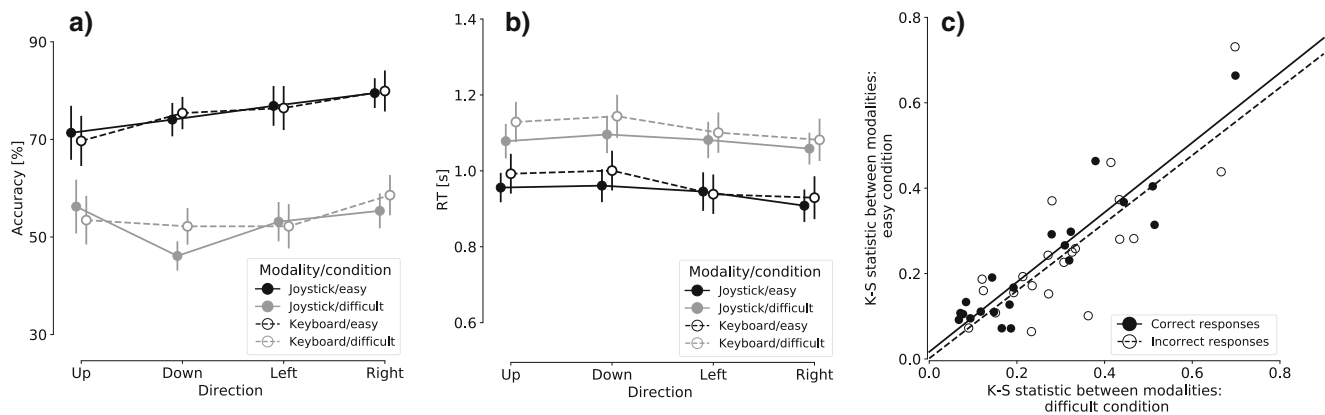 a)
90
70
50
30
Accuracy [%]
Up Down Left Right
Direction
Modality/condition
Joystick/easy
Joystick/difficult
Keyboard/easy
Keyboard/difficult
b)
1.4
1.2
1.0
0.8
0.6
RT [s]
Up Down Left Right
Direction
Modality/condition
Joystick/easy
Joystick/difficult
Keyboard/easy
Keyboard/difficult
c)
0.8
0.6
0.4
0.2
0.0
K-S statistic between modalities:
easy condition
0.0 0.2 0.4 0.6 0.8
K-S statistic between modalities:
difficult condition
Correct responses
Incorrect responses